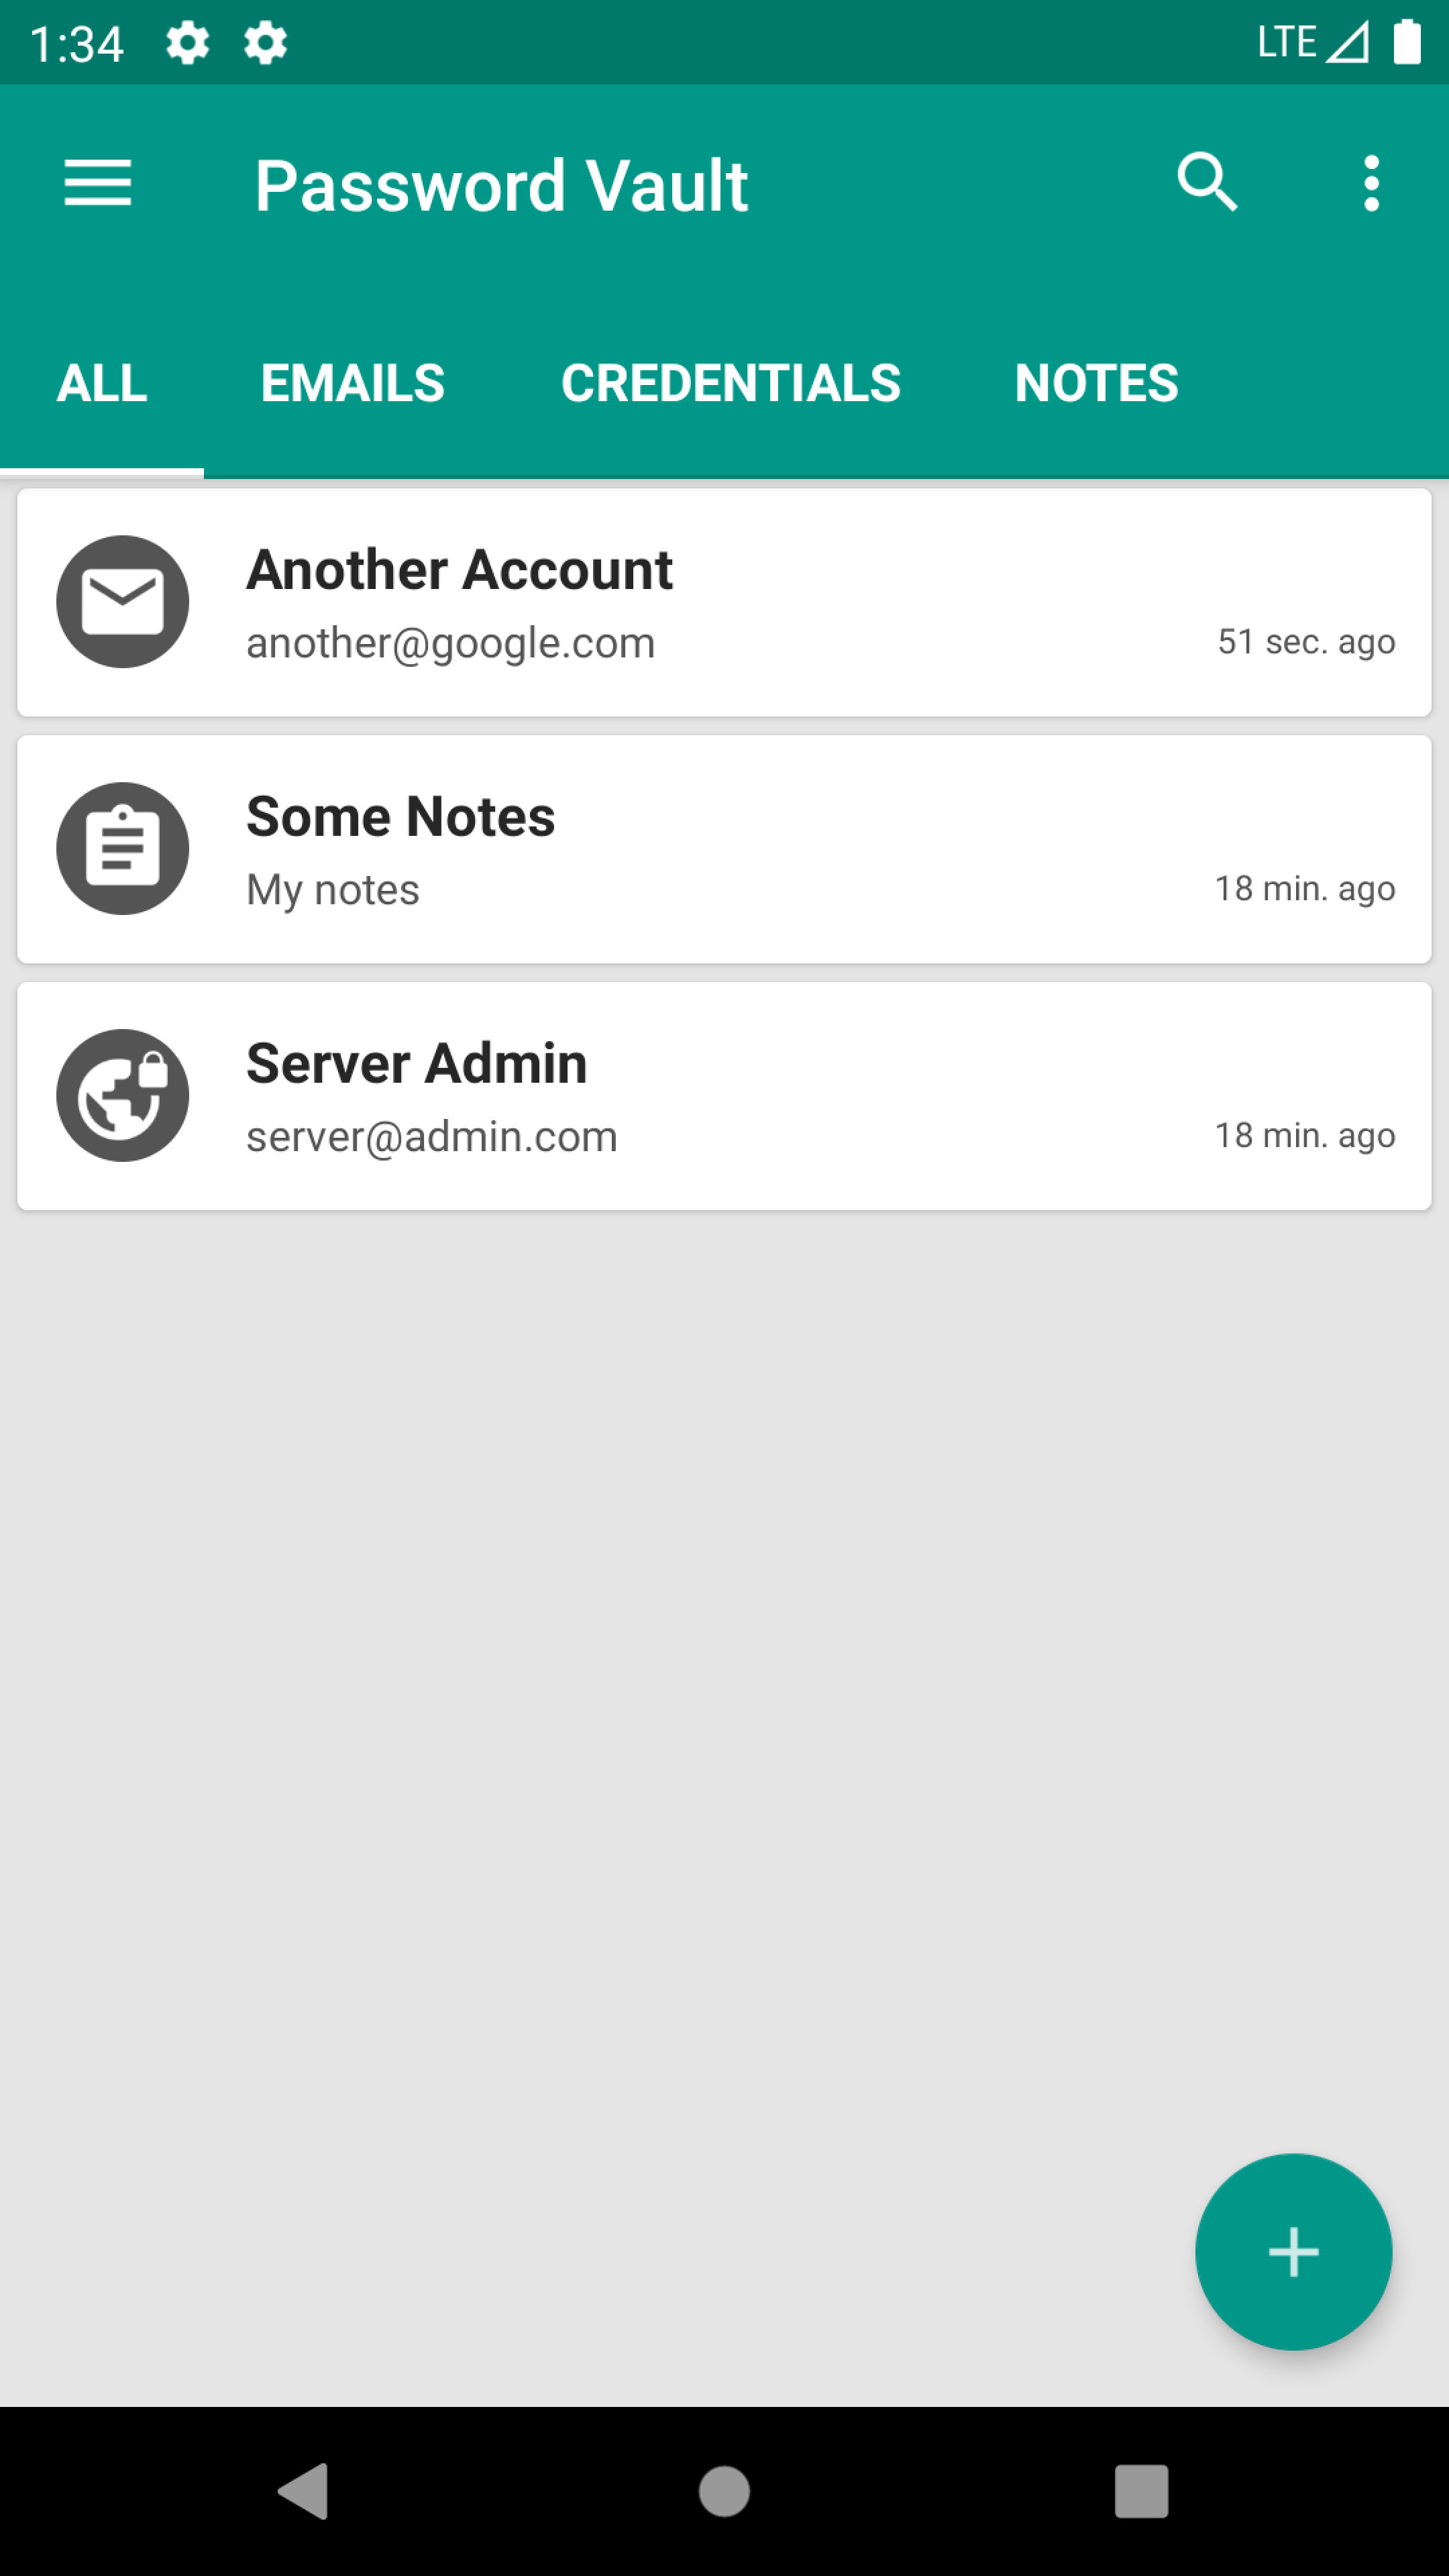 1:34 LTE
Password Vault
ALL EMAILS CREDENTIALS NOTES
Another Account
another@google.com 51 sec. ago
Some Notes
My notes 18 min. ago
Server Admin
server@admin.com 18 min. ago